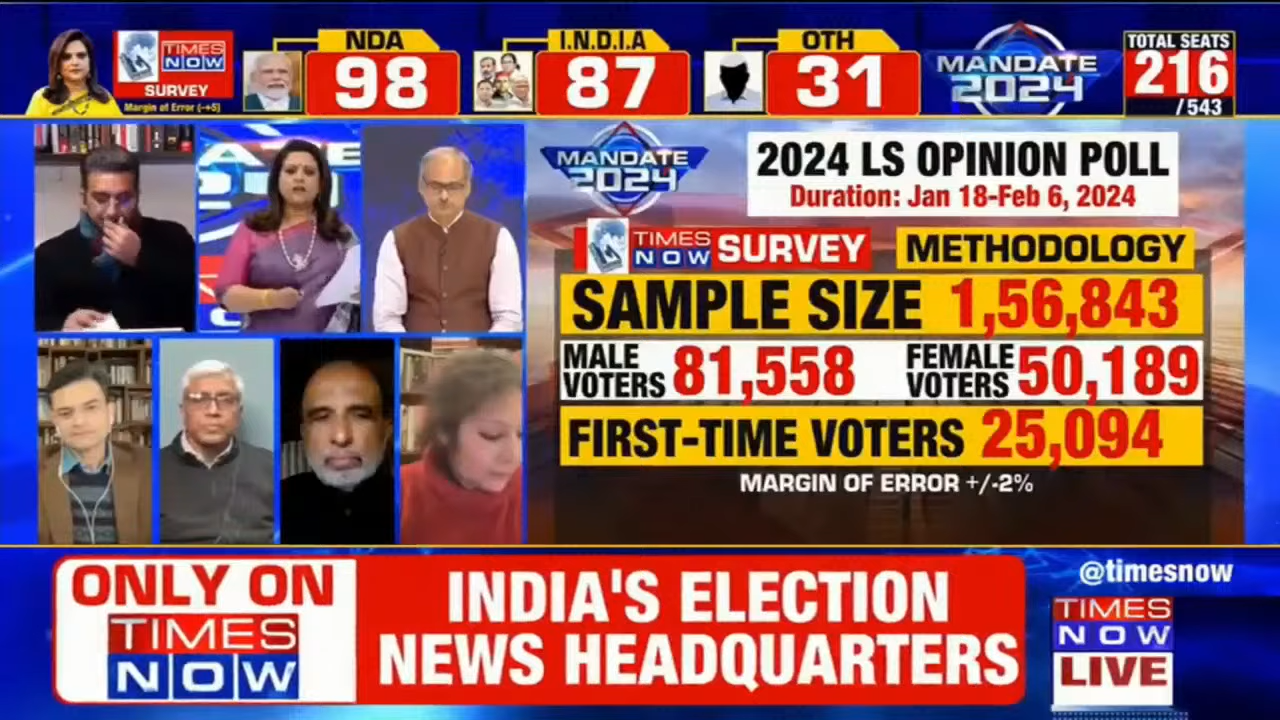 TIMES
NOW
SURVEY
Margin of Error (-+5)
NDA
98
I.N.D.I.A
87
OTH
31
MANDATE
2024
TOTAL SEATS
216
/543
MANDATE
2024
2024 LS OPINION POLL
Duration: Jan 18-Feb 6, 2024
TIMES
NOW SURVEY
METHODOLOGY
SAMPLE SIZE 1,56,843
MALE
VOTERS 81,558
FEMALE
VOTERS 50,189
FIRST-TIME VOTERS 25,094
MARGIN OF ERROR +/-2%
ONLY ON
TIMES
NOW
INDIA'S ELECTION
NEWS HEADQUARTERS
@timesnow
TIMES
NOW
LIVE